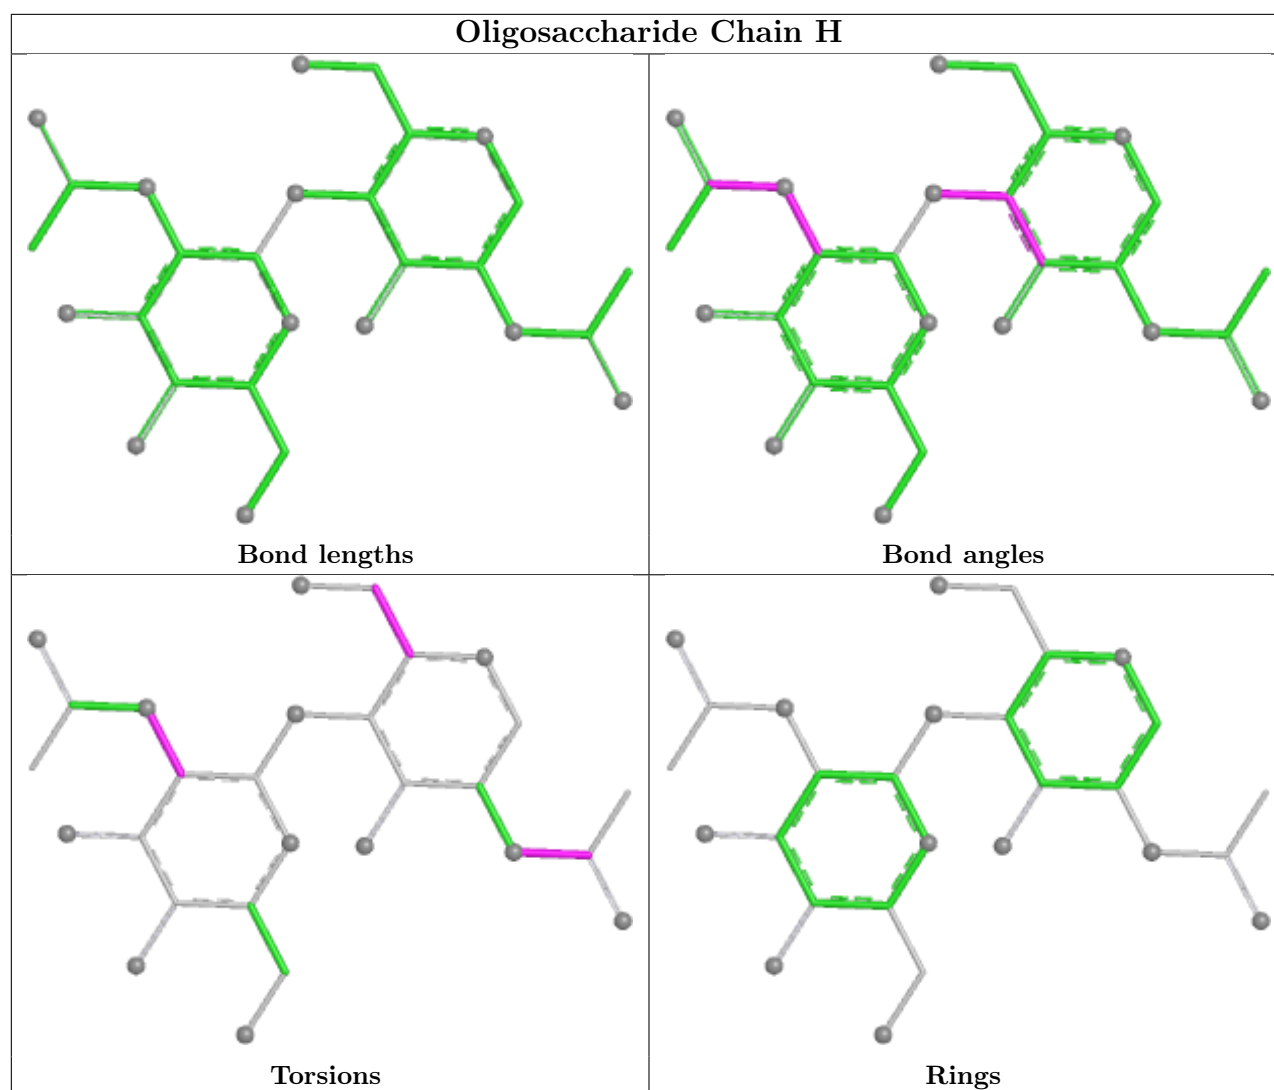 Oligosaccharide Chain H
Bond lengths
Bond angles
Torsions
Rings